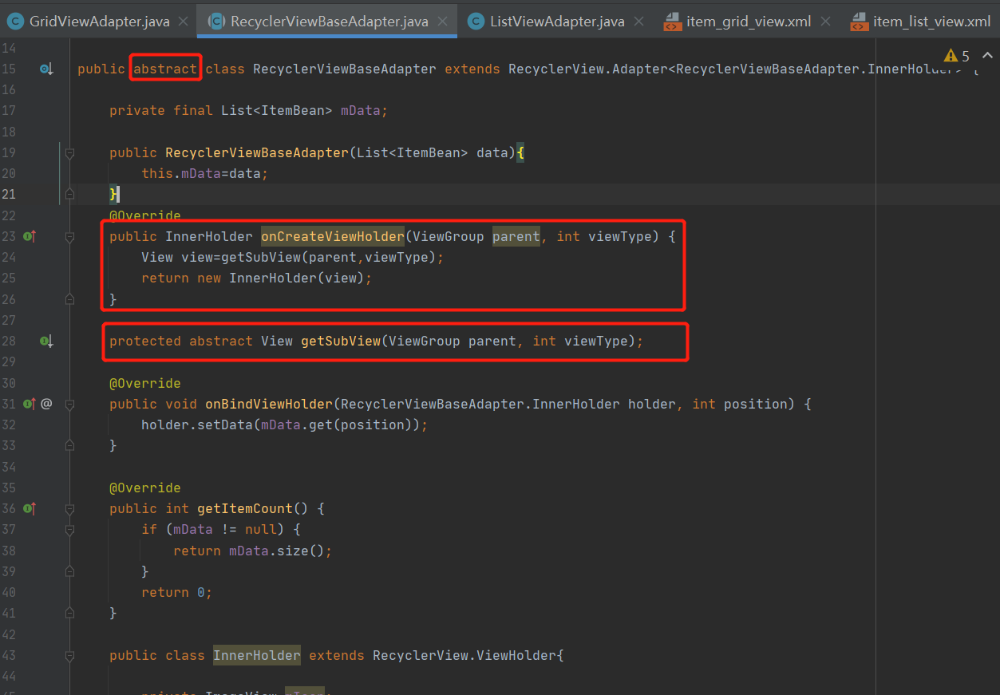 GridViewAdapter.java RecyclerViewBaseAdapter.java ListViewAdapter.java item_grid_view.xml item_list_view.xml
14
15 public abstract class RecyclerViewBaseAdapter extends RecyclerView.Adapter<RecyclerViewBaseAdapter.InnerHolder> { 5
16
17 private final List<ItemBean> mData;
18
19 public RecyclerViewBaseAdapter(List<ItemBean> data){
20 this.mData=data;
21 }
22 @Override
23 public InnerHolder onCreateViewHolder(ViewGroup parent, int viewType) {
24 View view=getSubView(parent,viewType);
25 return new InnerHolder(view);
26 }
27
28 protected abstract View getSubView(ViewGroup parent, int viewType);
29
30 @Override
31 @ public void onBindViewHolder(RecyclerViewBaseAdapter.InnerHolder holder, int position) {
32 holder.setData(mData.get(position));
33 }
34
35 @Override
36 public int getItemCount() {
37 if (mData != null) {
38 return mData.size();
39 }
40 return 0;
41 }
42
43 public class InnerHolder extends RecyclerView.ViewHolder{
44
45 private ImageView mIcon;